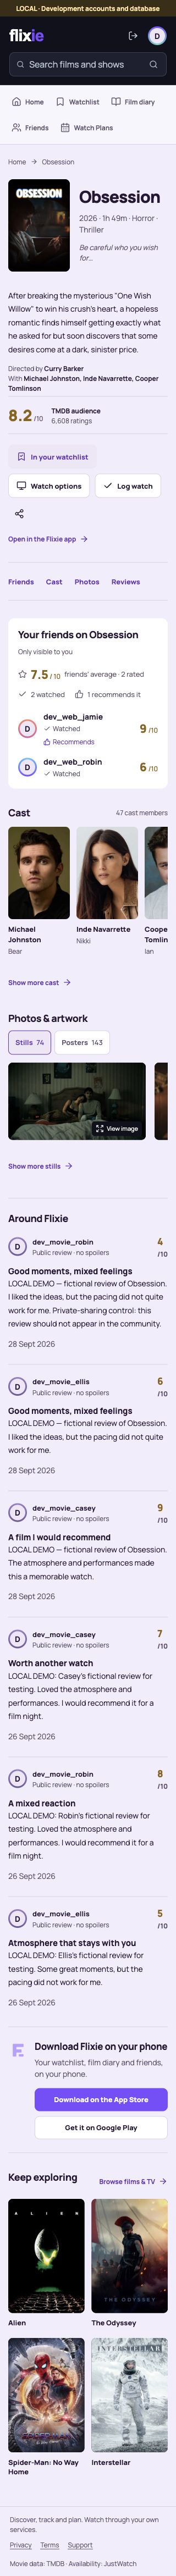 LOCAL · Development accounts and database
flixie
D
Search films and shows
Home
Watchlist
Film diary
Friends
Watch Plans
Home → Obsession
OBSESSION
Obsession
2026 · 1h 49m · Horror ·
Thriller
Be careful who you wish
for...
After breaking the mysterious "One Wish
Willow" to win his crush's heart, a hopeless
romantic finds himself getting exactly what
he asked for but soon discovers that some
desires come at a dark, sinister price.
Directed by Curry Barker
With Michael Johnston, Inde Navarrette, Cooper
Tomlinson
8.2 /10
TMDB audience
6,608 ratings
In your watchlist
Watch options
Log watch
Open in the Flixie app →
Friends
Cast
Photos
Reviews
Your friends on Obsession
Only visible to you
7.5 /10 friends' average · 2 rated
2 watched
1 recommends it
D
dev_web_jamie
Watched
Recommends
9 /10
D
dev_web_robin
Watched
6 /10
Cast
47 cast members
Michael
Johnston
Bear
Inde Navarrette
Nikki
Coope
Tomlin
Ian
Show more cast →
Photos & artwork
Stills 74
Posters 143
View image
Show more stills →
Around Flixie
D
dev_movie_robin
Public review · no spoilers
4
/10
Good moments, mixed feelings
LOCAL DEMO — fictional review of Obsession.
I liked the ideas, but the pacing did not quite
work for me. Private-sharing control: this
review should not appear in the community.
28 Sept 2026
D
dev_movie_ellis
Public review · no spoilers
6
/10
Good moments, mixed feelings
LOCAL DEMO — fictional review of Obsession.
I liked the ideas, but the pacing did not quite
work for me.
28 Sept 2026
D
dev_movie_casey
Public review · no spoilers
9
/10
A film I would recommend
LOCAL DEMO — fictional review of Obsession.
The atmosphere and performances made
this a memorable watch.
28 Sept 2026
D
dev_movie_casey
Public review · no spoilers
7
/10
Worth another watch
LOCAL DEMO: Casey's fictional review for
testing. Loved the atmosphere and
performances. I would recommend it for a
film night.
26 Sept 2026
D
dev_movie_robin
Public review · no spoilers
8
/10
A mixed reaction
LOCAL DEMO: Robin's fictional review for
testing. Loved the atmosphere and
performances. I would recommend it for a
film night.
26 Sept 2026
D
dev_movie_ellis
Public review · no spoilers
5
/10
Atmosphere that stays with you
LOCAL DEMO: Ellis's fictional review for
testing. Some moments were great, but the
pacing did not work for me.
26 Sept 2026
Download Flixie on your phone
Your watchlist, film diary and friends,
on your phone.
Download on the App Store
Get it on Google Play
Keep exploring
Browse films & TV →
ALIEN
THE ODYSSEY
Alien
The Odyssey
SPIDER-MAN
INTERSTELLAR
Spider-Man: No Way
Home
Interstellar
Discover, track and plan. Watch through your own
services.
Privacy
Terms
Support
Movie data: TMDB · Availability: JustWatch